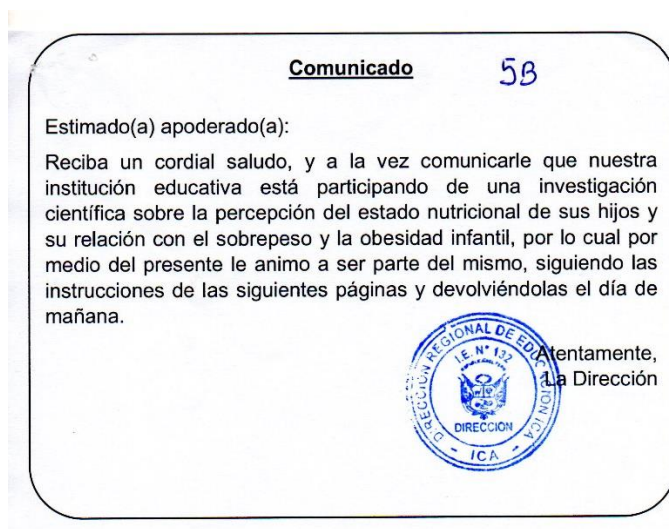 Comunicado 5B
Estimado(a) apoderado(a):
Reciba un cordial saludo, y a la vez comunicarle que nuestra
institución educativa está participando de una investigación
científica sobre la percepción del estado nutricional de sus hijos y
su relación con el sobrepeso y la obesidad infantil, por lo cual por
medio del presente le animo a ser parte del mismo, siguiendo las
instrucciones de las siguientes páginas y devolviéndolas el día de
mañana.
Atentamente,
La Dirección
DIRECCIÓN REGIONAL DE EDUCACION ICA
I.E. N° 132
DIRECCION
- ICA -